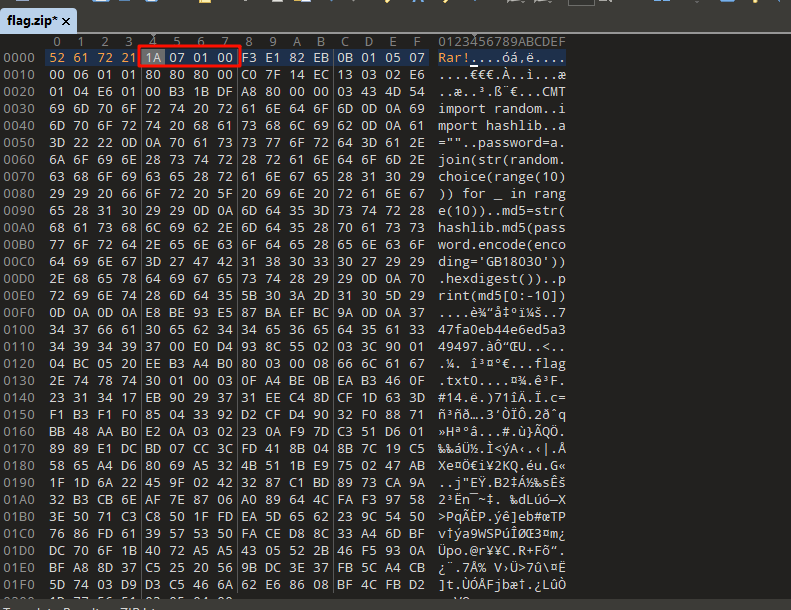 flag.zip* ×
0 1 2 3 4 5 6 7 8 9 A B C D E F 0123456789ABCDEF
0000 52 61 72 21 1A 07 01 00 F3 E1 82 EB 0B 01 05 07 Rar!....óá‚ë....
0010 00 06 01 01 80 80 80 00 C0 7F 14 EC 13 03 02 E6 ....€€€.À..ì...æ
0020 01 04 E6 01 00 B3 1B DF A8 80 00 00 03 43 4D 54 ..æ..³.ß¨€...CMT
0030 69 6D 70 6F 72 74 20 72 61 6E 64 6F 6D 0D 0A 69 import random..i
0040 6D 70 6F 72 74 20 68 61 73 68 6C 69 62 0D 0A 61 mport hashlib..a
0050 3D 22 22 0D 0A 70 61 73 73 77 6F 72 64 3D 61 2E =""..password=a.
0060 6A 6F 69 6E 28 73 74 72 28 72 61 6E 64 6F 6D 2E join(str(random.
0070 63 68 6F 69 63 65 28 72 61 6E 67 65 28 31 30 29 choice(range(10)
0080 29 29 20 66 6F 72 20 5F 20 69 6E 20 72 61 6E 67 )) for _ in rang
0090 65 28 31 30 29 29 0D 0A 6D 64 35 3D 73 74 72 28 e(10))..md5=str(
00A0 68 61 73 68 6C 69 62 2E 6D 64 35 28 70 61 73 73 hashlib.md5(pass
00B0 77 6F 72 64 2E 65 6E 63 6F 64 65 28 65 6E 63 6F word.encode(enco
00C0 64 69 6E 67 3D 27 47 42 31 38 30 33 30 27 29 29 ding='GB18030'))
00D0 2E 68 65 78 64 69 67 65 73 74 28 29 29 0D 0A 70 .hexdigest())..p
00E0 72 69 6E 74 28 6D 64 35 5B 30 3A 2D 31 30 5D 29 rint(md5[0:-10])
00F0 0D 0A 0D 0A E8 BE 93 E5 87 BA EF BC 9A 0D 0A 37 ....è¾“å‡ºï¼š..7
0100 34 37 66 61 30 65 62 34 34 65 36 65 64 35 61 33 47fa0eb44e6ed5a3
0110 34 39 34 39 37 00 E0 D4 93 8C 55 02 03 3C 90 01 49497.àÔ“ŒU..<..
0120 04 BC 05 20 EE B3 A4 B0 80 03 00 08 66 6C 61 67 .¼. î³¤°€...flag
0130 2E 74 78 74 30 01 00 03 0F A4 BE 0B EA B3 46 0F .txt0....¤¾.ê³F.
0140 23 31 34 17 EB 90 29 37 31 EE C4 8D CF 1D 63 3D #14.ë.)71îÄ.Ï.c=
0150 F1 B3 F1 F0 85 04 33 92 D2 CF D4 90 32 F0 88 71 ñ³ñð….3’ÒÏÔ.2ðˆq
0160 BB 48 AA B0 E2 0A 03 02 23 0A F9 7D C3 51 D6 01 »Hª°â...#.ù}ÃQÖ.
0170 89 89 E1 DC BD 07 CC 3C FD 41 8B 04 8B 7C 19 C5 ‰‰áÜ½.Ì<ýA‹.‹|.Å
0180 58 65 A4 D6 80 69 A5 32 4B 51 1B E9 75 02 47 AB Xe¤Ö€i¥2KQ.éu.G«
0190 1F 1D 6A 22 45 9F 02 42 32 87 C1 BD 89 73 CA 9A ..j"EŸ.B2‡Á½‰sÊš
01A0 32 B3 CB 6E AF 7E 87 06 A0 89 64 4C FA F3 97 58 2³Ën¯~‡. ‰dLúó—X
01B0 3E 50 71 C3 C8 50 1F FD EA 5D 65 62 23 9C 54 50 >PqÃÈP.ýê]eb#œTP
01C0 76 86 FD 61 39 57 53 50 FA CE D8 8C 33 A4 6D BF v†ýa9WSPúÎØŒ3¤m¿
01D0 DC 70 6F 1B 40 72 A5 A5 43 05 52 2B 46 F5 93 0A Üpo.@r¥¥C.R+Fõ“.
01E0 BF A8 8D 37 C5 25 20 56 9B DC 3E 37 FB 5C A4 CB ¿¨.7Å% V›Ü>7û\¤Ë
01F0 5D 74 03 D9 D3 C5 46 6A 62 E6 86 08 BF 4C FB D2 ]t.ÙÓÅFjbæ†.¿LûÒ